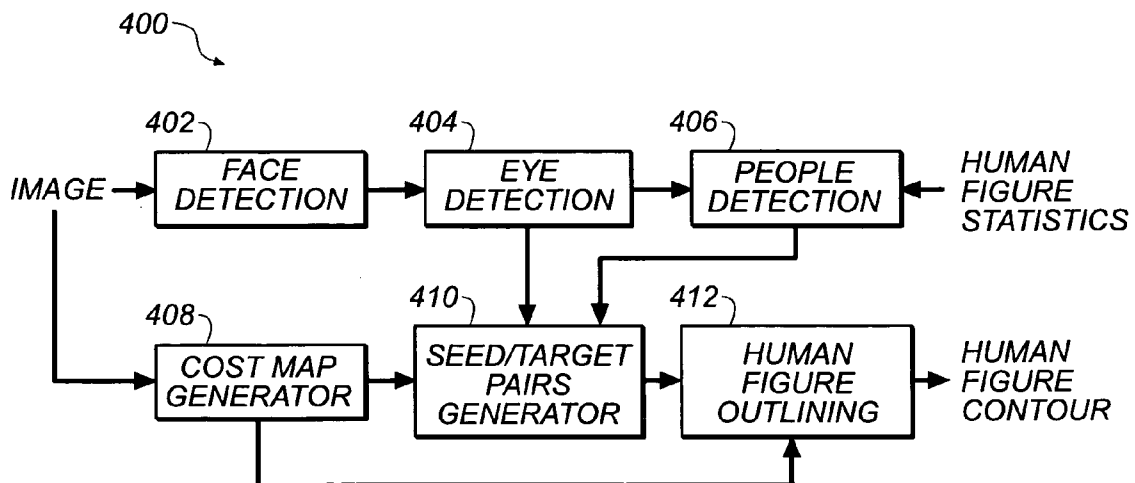 400
402
404
406
IMAGE
FACE
DETECTION
EYE
DETECTION
PEOPLE
DETECTION
HUMAN
FIGURE
STATISTICS
408
410
412
COST MAP
GENERATOR
SEED/TARGET
PAIRS
GENERATOR
HUMAN
FIGURE
OUTLINING
HUMAN
FIGURE
CONTOUR